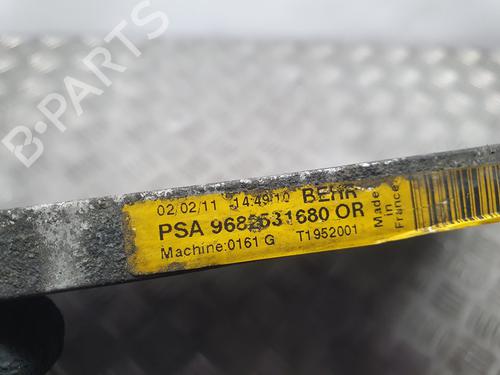 B-PARTS
02/02/11 14:49:10 BEHR
PSA 9682531680 OR
Machine:0161 G T1952001
Made
in
France